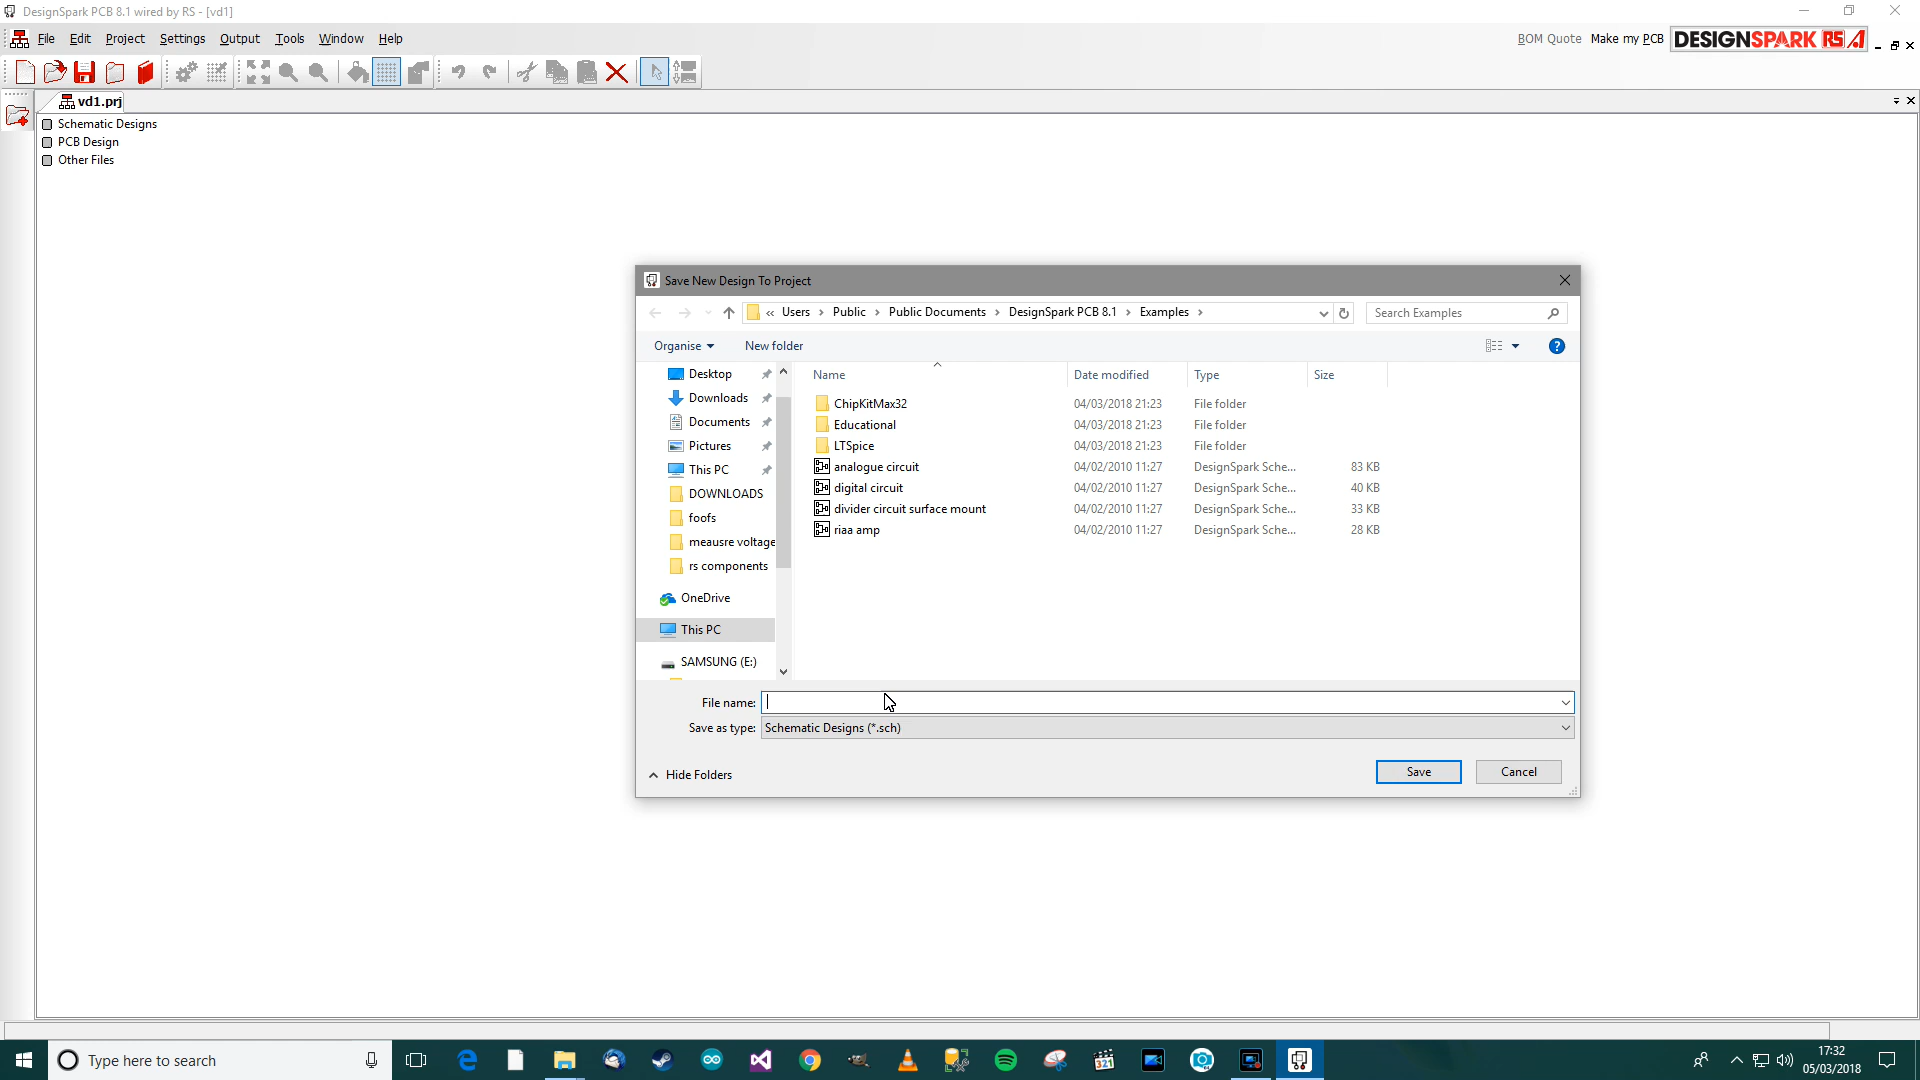 DesignSpark PCB 8.1 wired by RS - [vd1]
File Edit Project Settings Output Tools Window Help
BOM Quote Make my PCB DESIGNSPARK RS
vd1.prj
Schematic Designs
PCB Design
Other Files
Save New Design To Project
« Users › Public › Public Documents › DesignSpark PCB 8.1 › Examples ›
Search Examples
Organise New folder
?
Name Date modified Type Size
Desktop
Downloads
Documents
Pictures
This PC
DOWNLOADS
foofs
meausre voltage
rs components
OneDrive
This PC
SAMSUNG (E:)
ChipKitMax32 04/03/2018 21:23 File folder
Educational 04/03/2018 21:23 File folder
LTSpice 04/03/2018 21:23 File folder
analogue circuit 04/02/2010 11:27 DesignSpark Sche... 83 KB
digital circuit 04/02/2010 11:27 DesignSpark Sche... 40 KB
divider circuit surface mount 04/02/2010 11:27 DesignSpark Sche... 33 KB
riaa amp 04/02/2010 11:27 DesignSpark Sche... 28 KB
File name:
Save as type: Schematic Designs (*.sch)
Hide Folders
Save Cancel
Type here to search
321
17:32
05/03/2018